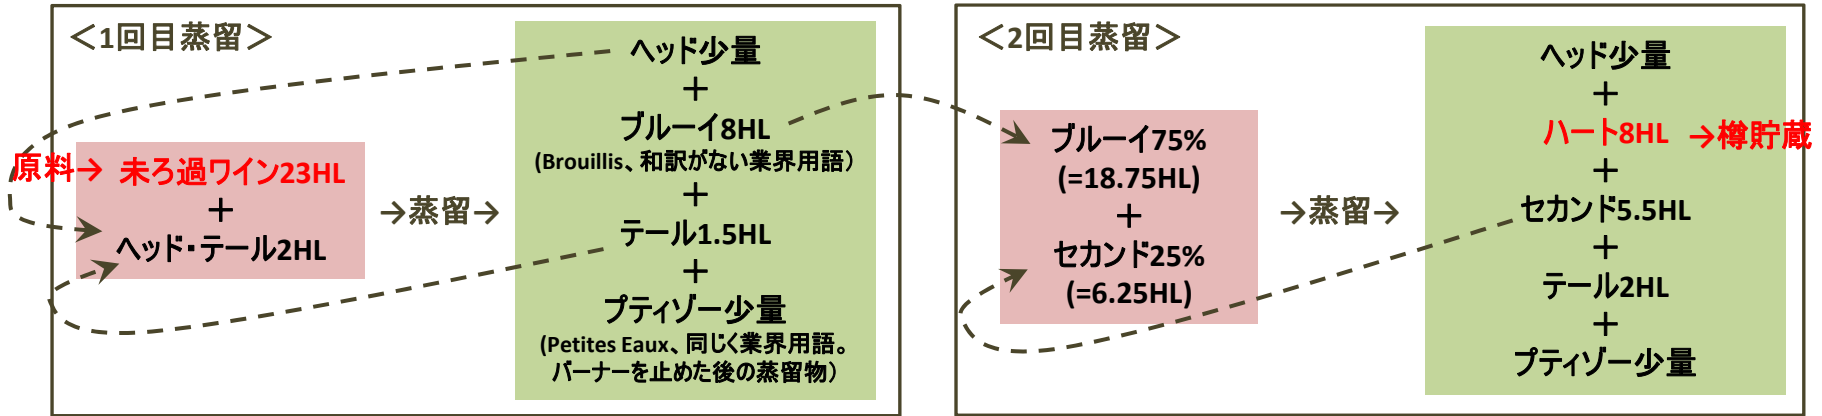 ＜1回目蒸留＞
原料→ 未ろ過ワイン23HL
＋
ヘッド・テール2HL
→蒸留→
ヘッド少量
＋
ブルーイ8HL
(Brouillis、和訳がない業界用語）
＋
テール1.5HL
＋
プティゾー少量
(Petites Eaux、同じく業界用語。
バーナーを止めた後の蒸留物）
＜2回目蒸留＞
ブルーイ75%
(=18.75HL)
＋
セカンド25%
(=6.25HL)
→蒸留→
ヘッド少量
＋
ハート8HL →樽貯蔵
＋
セカンド5.5HL
＋
テール2HL
＋
プティゾー少量